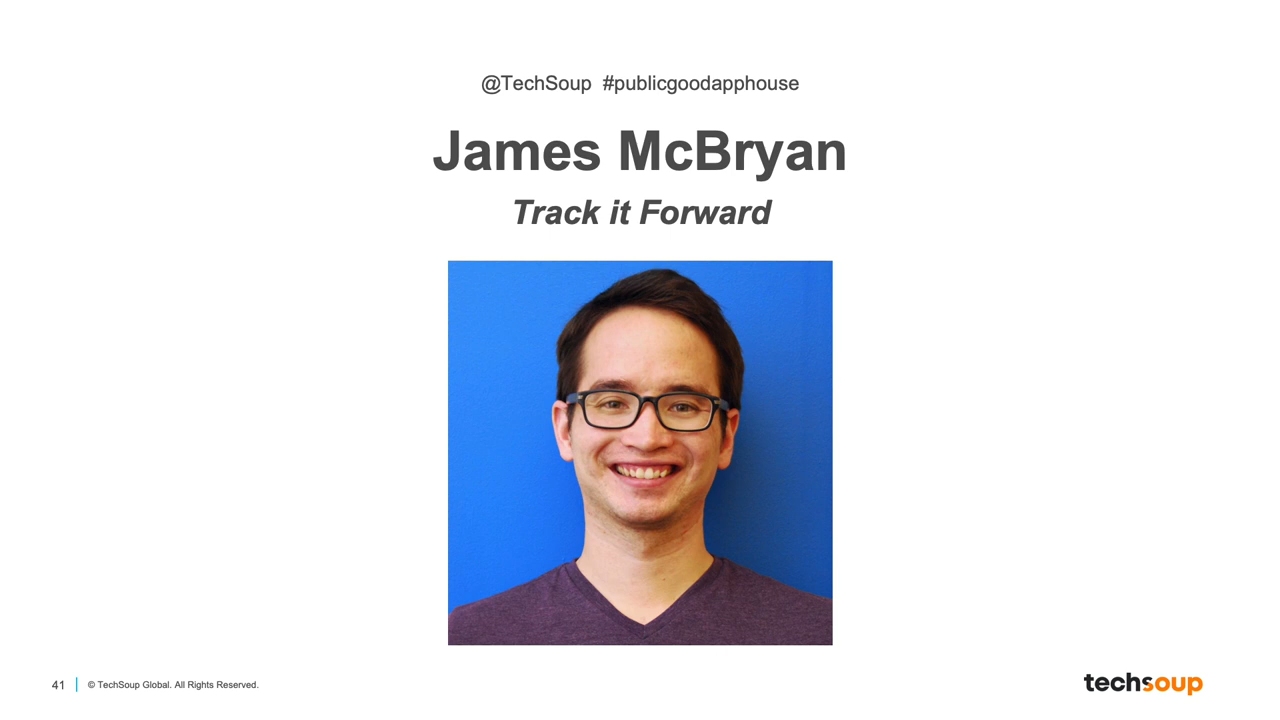 @TechSoup  #publicgoodapphouse
James McBryan
Track it Forward
41 | © TechSoup Global. All Rights Reserved.
techsoup